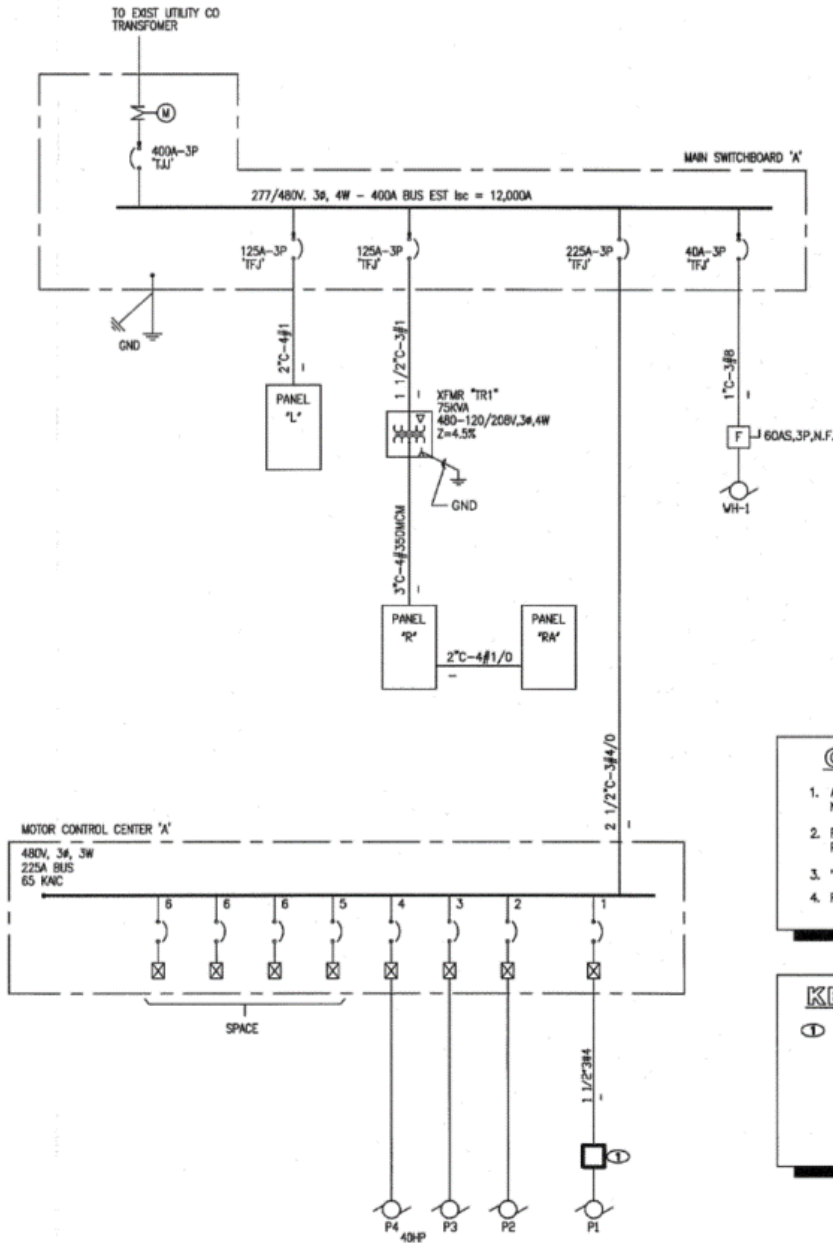 TO EXIST UTILITY CO
TRANSFOMER
M
400A-3P
'TJJ'
MAIN SWITCHBOARD 'A'
277/480V. 3ø, 4W - 400A BUS EST Isc = 12,000A
125A-3P
'TFJ'
125A-3P
'TFJ'
225A-3P
'TFJ'
40A-3P
'TFJ'
GND
2"C-4#1
1 1/2"C-3#1
1"C-3#8
PANEL
"L"
XFMR "TR1"
75KVA
480-120/208V,3ø,4W
Z=4.5%
GND
F
60AS,3P,N.F.
WH-1
3"C-4#350MCM
PANEL
"R"
2"C-4#1/0
PANEL
"RA"
2 1/2"C-3#4/0
MOTOR CONTROL CENTER 'A'
480V, 3ø, 3W
225A BUS
65 KAIC
6
6
6
5
4
3
2
1
SPACE
1 1/2"3#4
1
P4
40HP
P3
P2
P1
1.
2.
3.
4.
1